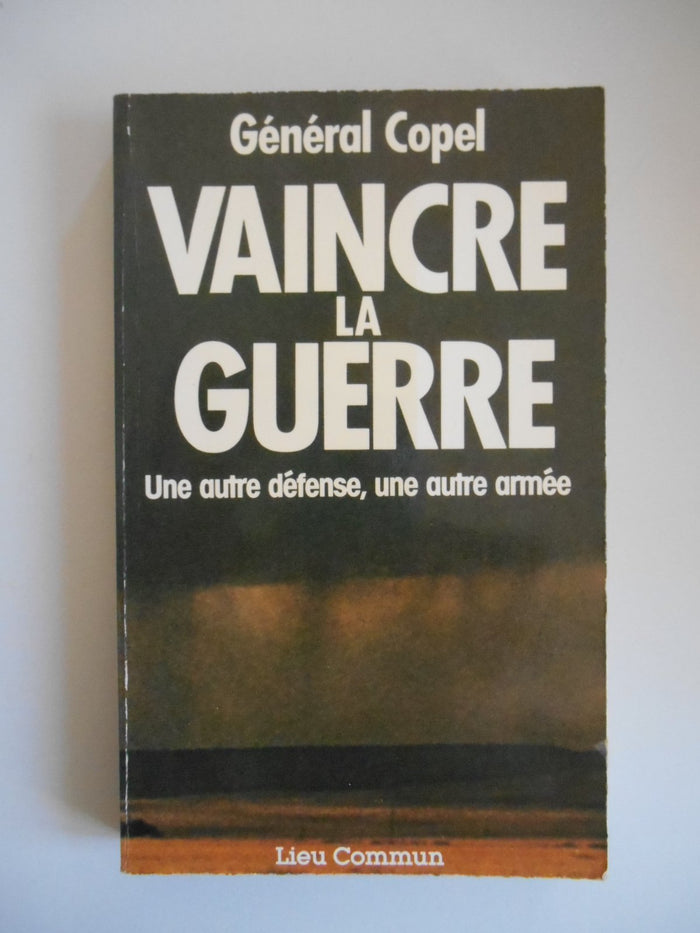 Général Copel
VAINCRE
LA
GUERRE
Une autre défense, une autre armée
Lieu Commun